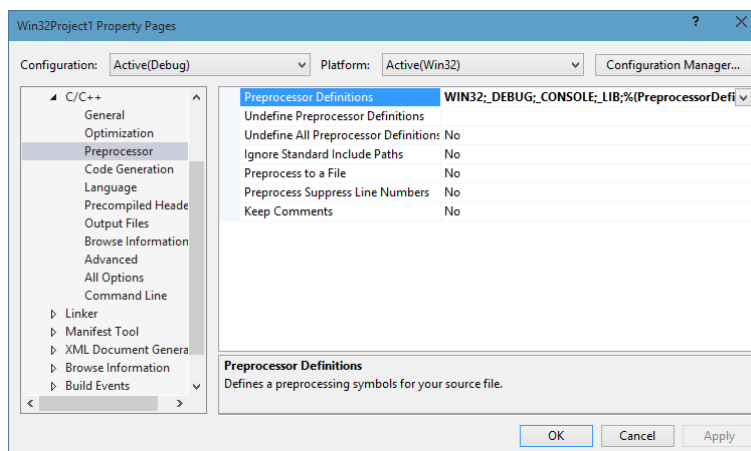 Win32Project1 Property Pages
? X
Configuration: Active(Debug) Platform: Active(Win32) Configuration Manager...
C/C++
General
Optimization
Preprocessor
Code Generation
Language
Precompiled Heade
Output Files
Browse Information
Advanced
All Options
Command Line
Linker
Manifest Tool
XML Document Genera
Browse Information
Build Events
Preprocessor Definitions WIN32;_DEBUG;_CONSOLE;_LIB;%(PreprocessorDefi
Undefine Preprocessor Definitions
Undefine All Preprocessor Definitions No
Ignore Standard Include Paths No
Preprocess to a File No
Preprocess Suppress Line Numbers No
Keep Comments No
Preprocessor Definitions
Defines a preprocessing symbols for your source file.
OK Cancel Apply